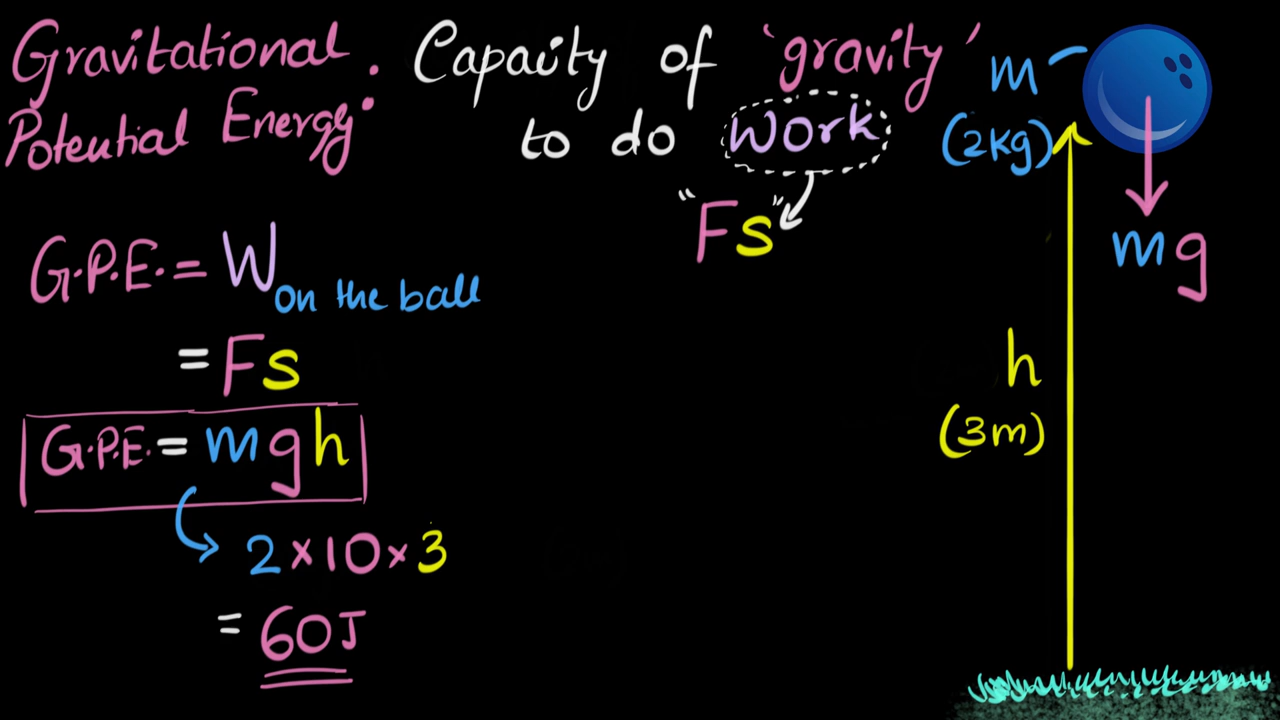 Gravitational
Potential Energy :
Capacity of 'gravity'
to do Work
"Fs"
G.P.E. = W on the ball
= Fs
G.P.E. = mgh
2 × 10 × 3
= 60J
m
(2kg)
mg
h
(3m)